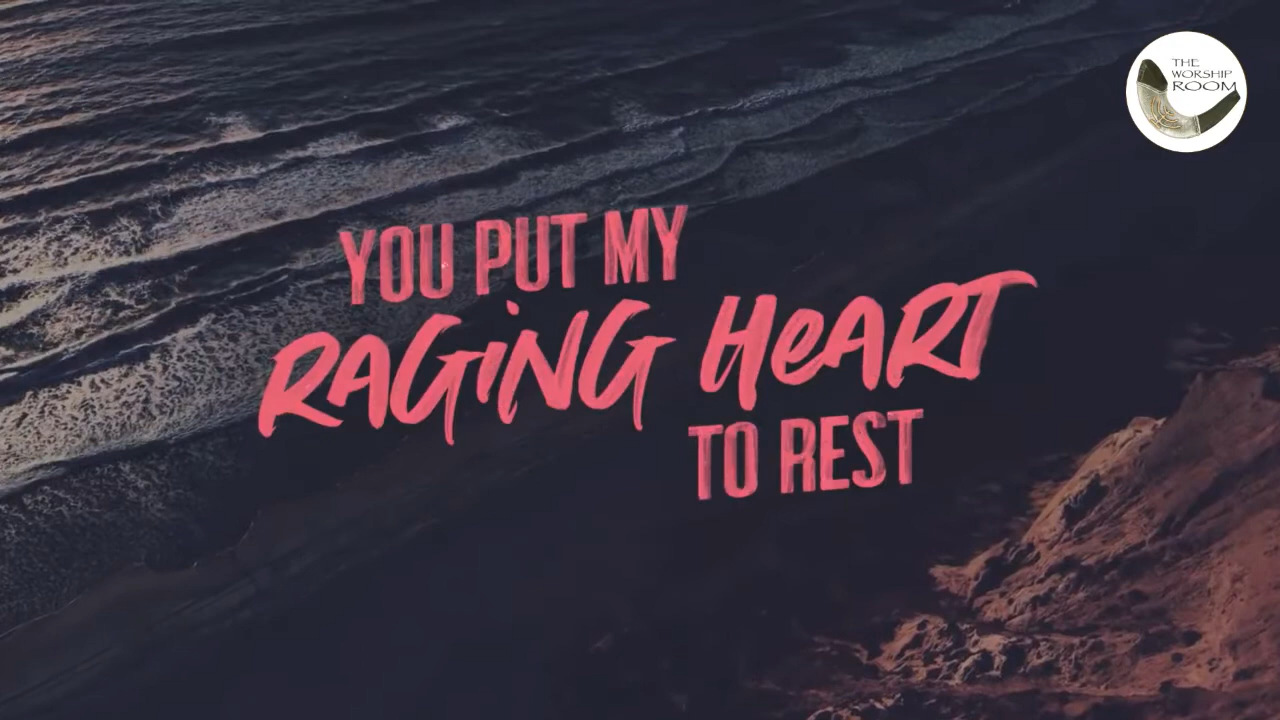 THE
WORSHIP
ROOM
YOU PUT MY
RAGING HEART
TO REST